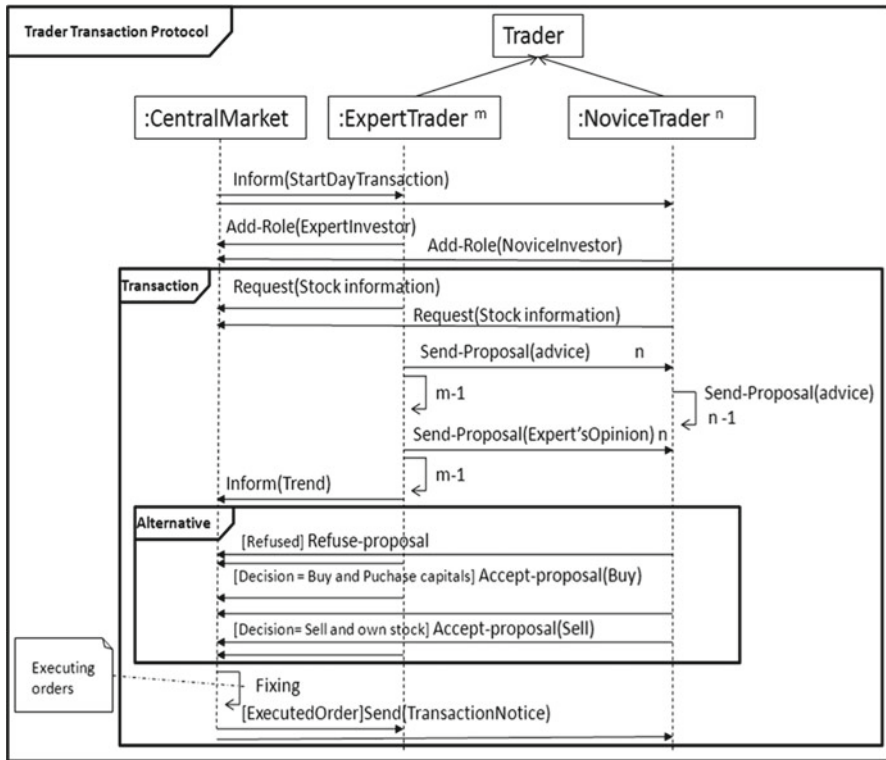 Trader Transaction Protocol
Trader
:CentralMarket
:ExpertTrader m
:NoviceTrader n
Inform(StartDayTransaction)
Add-Role(ExpertInvestor)
Add-Role(NoviceInvestor)
Transaction
Request(Stock information)
Request(Stock information)
Send-Proposal(advice) n
m-1
Send-Proposal(advice)
n -1
Send-Proposal(Expert'sOpinion) n
m-1
Inform(Trend)
Alternative
[Refused] Refuse-proposal
[Decision = Buy and Puchase capitals] Accept-proposal(Buy)
[Decision= Sell and own stock] Accept-proposal(Sell)
Executing
orders
Fixing
[ExecutedOrder]Send(TransactionNotice)